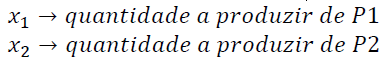 x₁ → quantidade a produzir de P1
x₂ → quantidade a produzir de P2